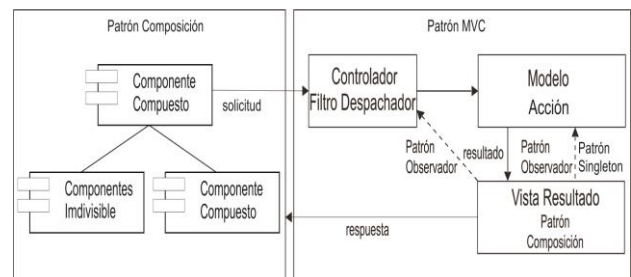 Patrón Composición
Patrón MVC
Componente
Compuesto
solicitud
Controlador
Filtro Despachador
Modelo
Acción
Patrón
Observador
resultado
Patrón
Observador
Patrón
Singleton
Componentes
Imdivisible
Componente
Compuesto
Vista Resultado
Patrón
Composición
respuesta